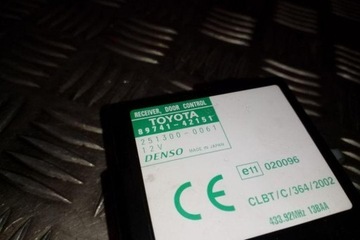 RECEIVER, DOOR CONTROL
TOYOTA
89741-42151
251300-0061
12V
DENSO MADE IN JAPAN
CE
e11 020096
CLBT/C/364/2002
433.92MHz 13BAA